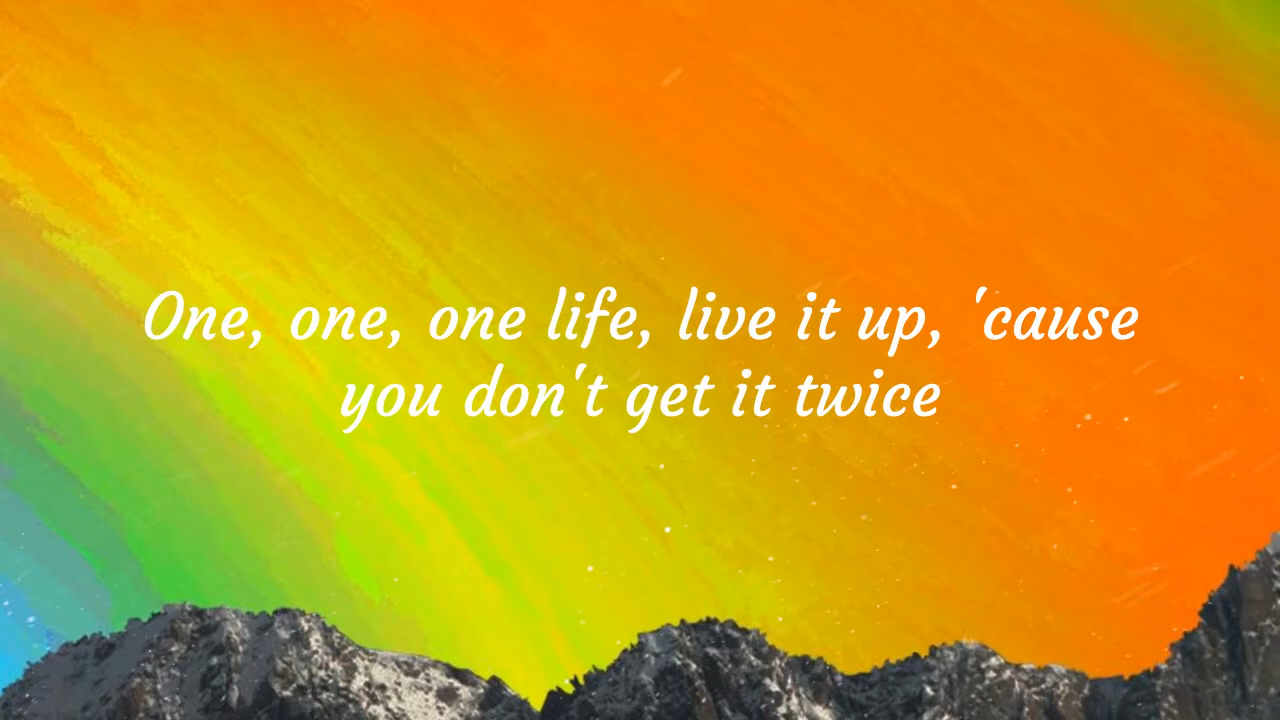 One, one, one life, live it up, 'cause
you don't get it twice